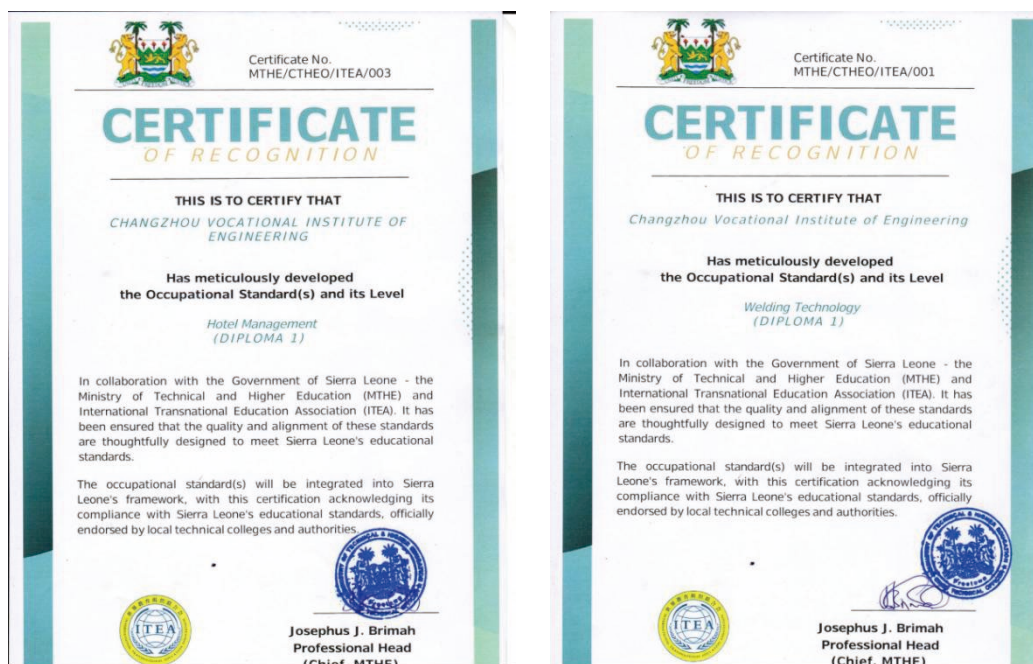 Certificate No.
MTHE/CTHEO/ITEA/003
CERTIFICATE
OF RECOGNITION
THIS IS TO CERTIFY THAT
CHANGZHOU VOCATIONAL INSTITUTE OF
ENGINEERING
Has meticulously developed
the Occupational Standard(s) and its Level
Hotel Management
(DIPLOMA 1)
In collaboration with the Government of Sierra Leone - the
Ministry of Technical and Higher Education (MTHE) and
International Transnational Education Association (ITEA). It has
been ensured that the quality and alignment of these standards
are thoughtfully designed to meet Sierra Leone's educational
standards.
The occupational standard(s) will be integrated into Sierra
Leone's framework, with this certification acknowledging its
compliance with Sierra Leone's educational standards, officially
endorsed by local technical colleges and authorities.
ITEA
Josephus J. Brimah
Professional Head
(Chief, MTHE)
Certificate No.
MTHE/CTHEO/ITEA/001
CERTIFICATE
OF RECOGNITION
THIS IS TO CERTIFY THAT
Changzhou Vocational Institute of Engineering
Has meticulously developed
the Occupational Standard(s) and its Level
Welding Technology
(DIPLOMA 1)
In collaboration with the Government of Sierra Leone - the
Ministry of Technical and Higher Education (MTHE) and
International Transnational Education Association (ITEA). It has
been ensured that the quality and alignment of these standards
are thoughtfully designed to meet Sierra Leone's educational
standards.
The occupational standard(s) will be integrated into Sierra
Leone's framework, with this certification acknowledging its
compliance with Sierra Leone's educational standards, officially
endorsed by local technical colleges and authorities.
Freetown
ITEA
Josephus J. Brimah
Professional Head
(Chief, MTHE)